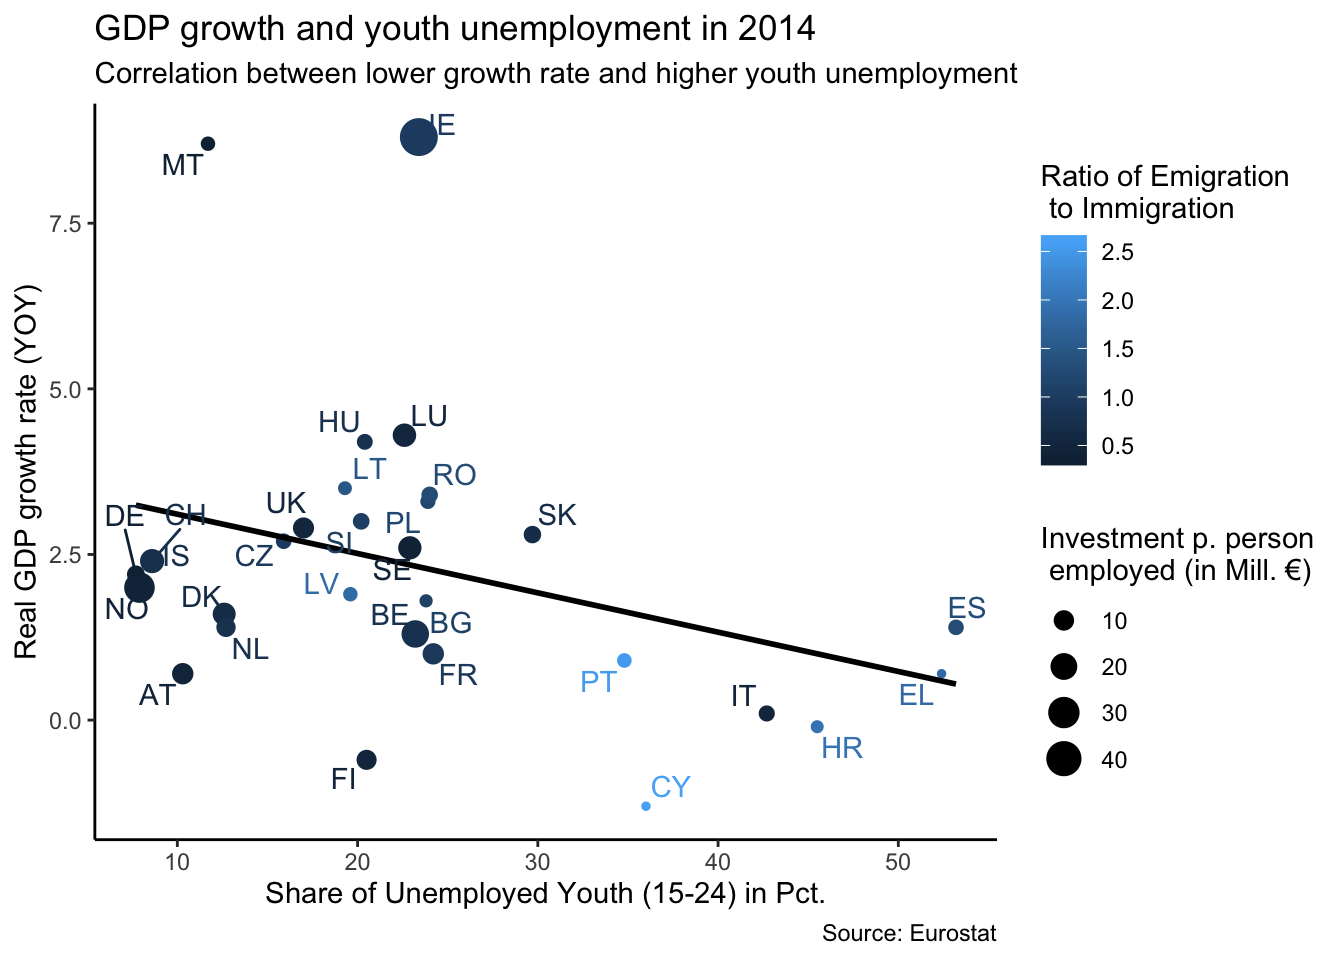 GDP growth and youth unemployment in 2014
Correlation between lower growth rate and higher youth unemployment
Real GDP growth rate (YOY)
7.5
5.0
2.5
0.0
MT
IE
HU
LU
LT
RO
DE
CH
UK
PL
SK
IS
CZ
SI
SE
LV
NO
DK
BE
BG
NL
FR
AT
ES
PT
IT
EL
HR
FI
CY
10
20
30
40
50
Share of Unemployed Youth (15-24) in Pct.
Source: Eurostat
Ratio of Emigration
to Immigration
2.5
2.0
1.5
1.0
0.5
Investment p. person
employed (in Mill. €)
10
20
30
40